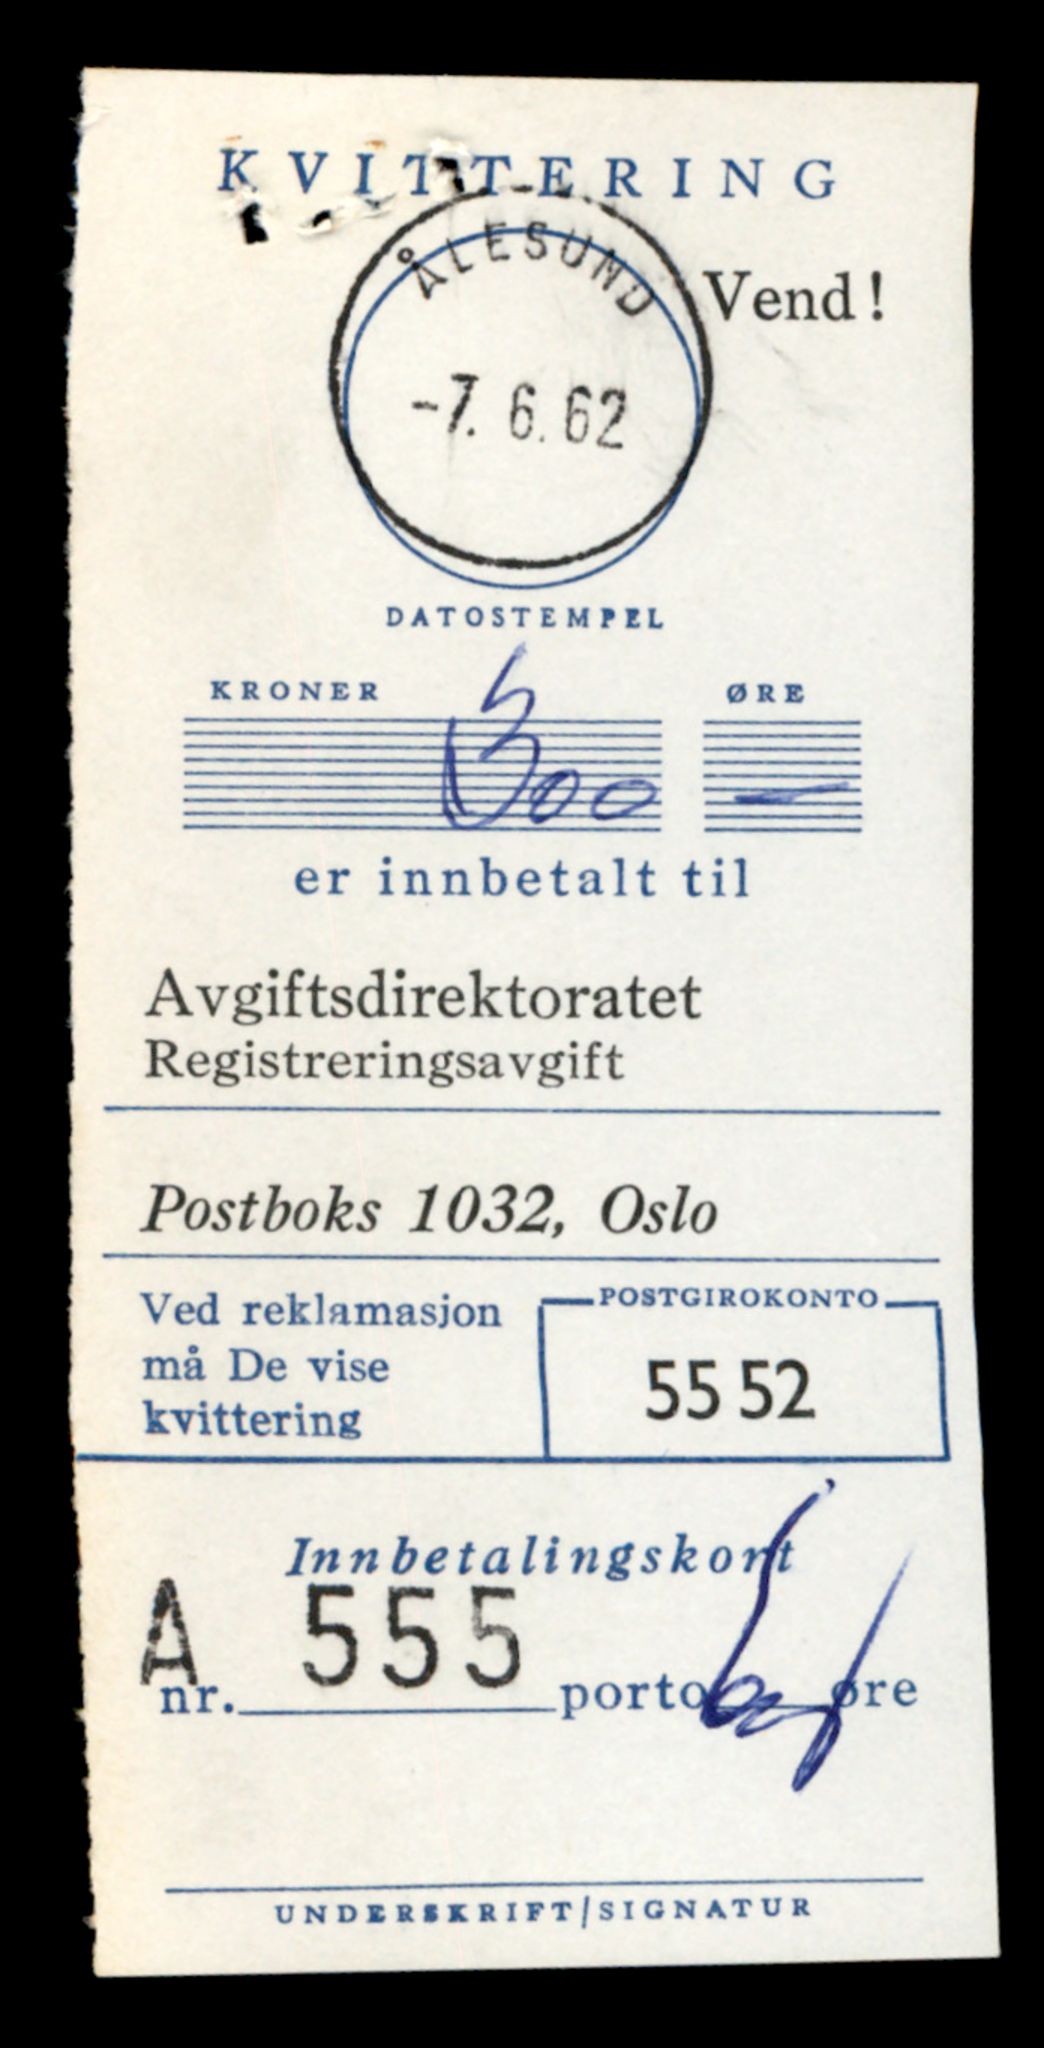 KVITTERING
ÅLESUND
Vend!
-7. 6. 62
DATOSTEMPEL
KRONER ØRE
—
er innbetalt til
Avgiftsdirektoratet
Registreringsavgift
Postboks 1032, Oslo
Ved reklamasjon
må De vise
kvittering
POSTGIROKONTO
55 52
Innbetalingskort
A 555
nr. porto øre
UNDERSKRIFT/SIGNATUR